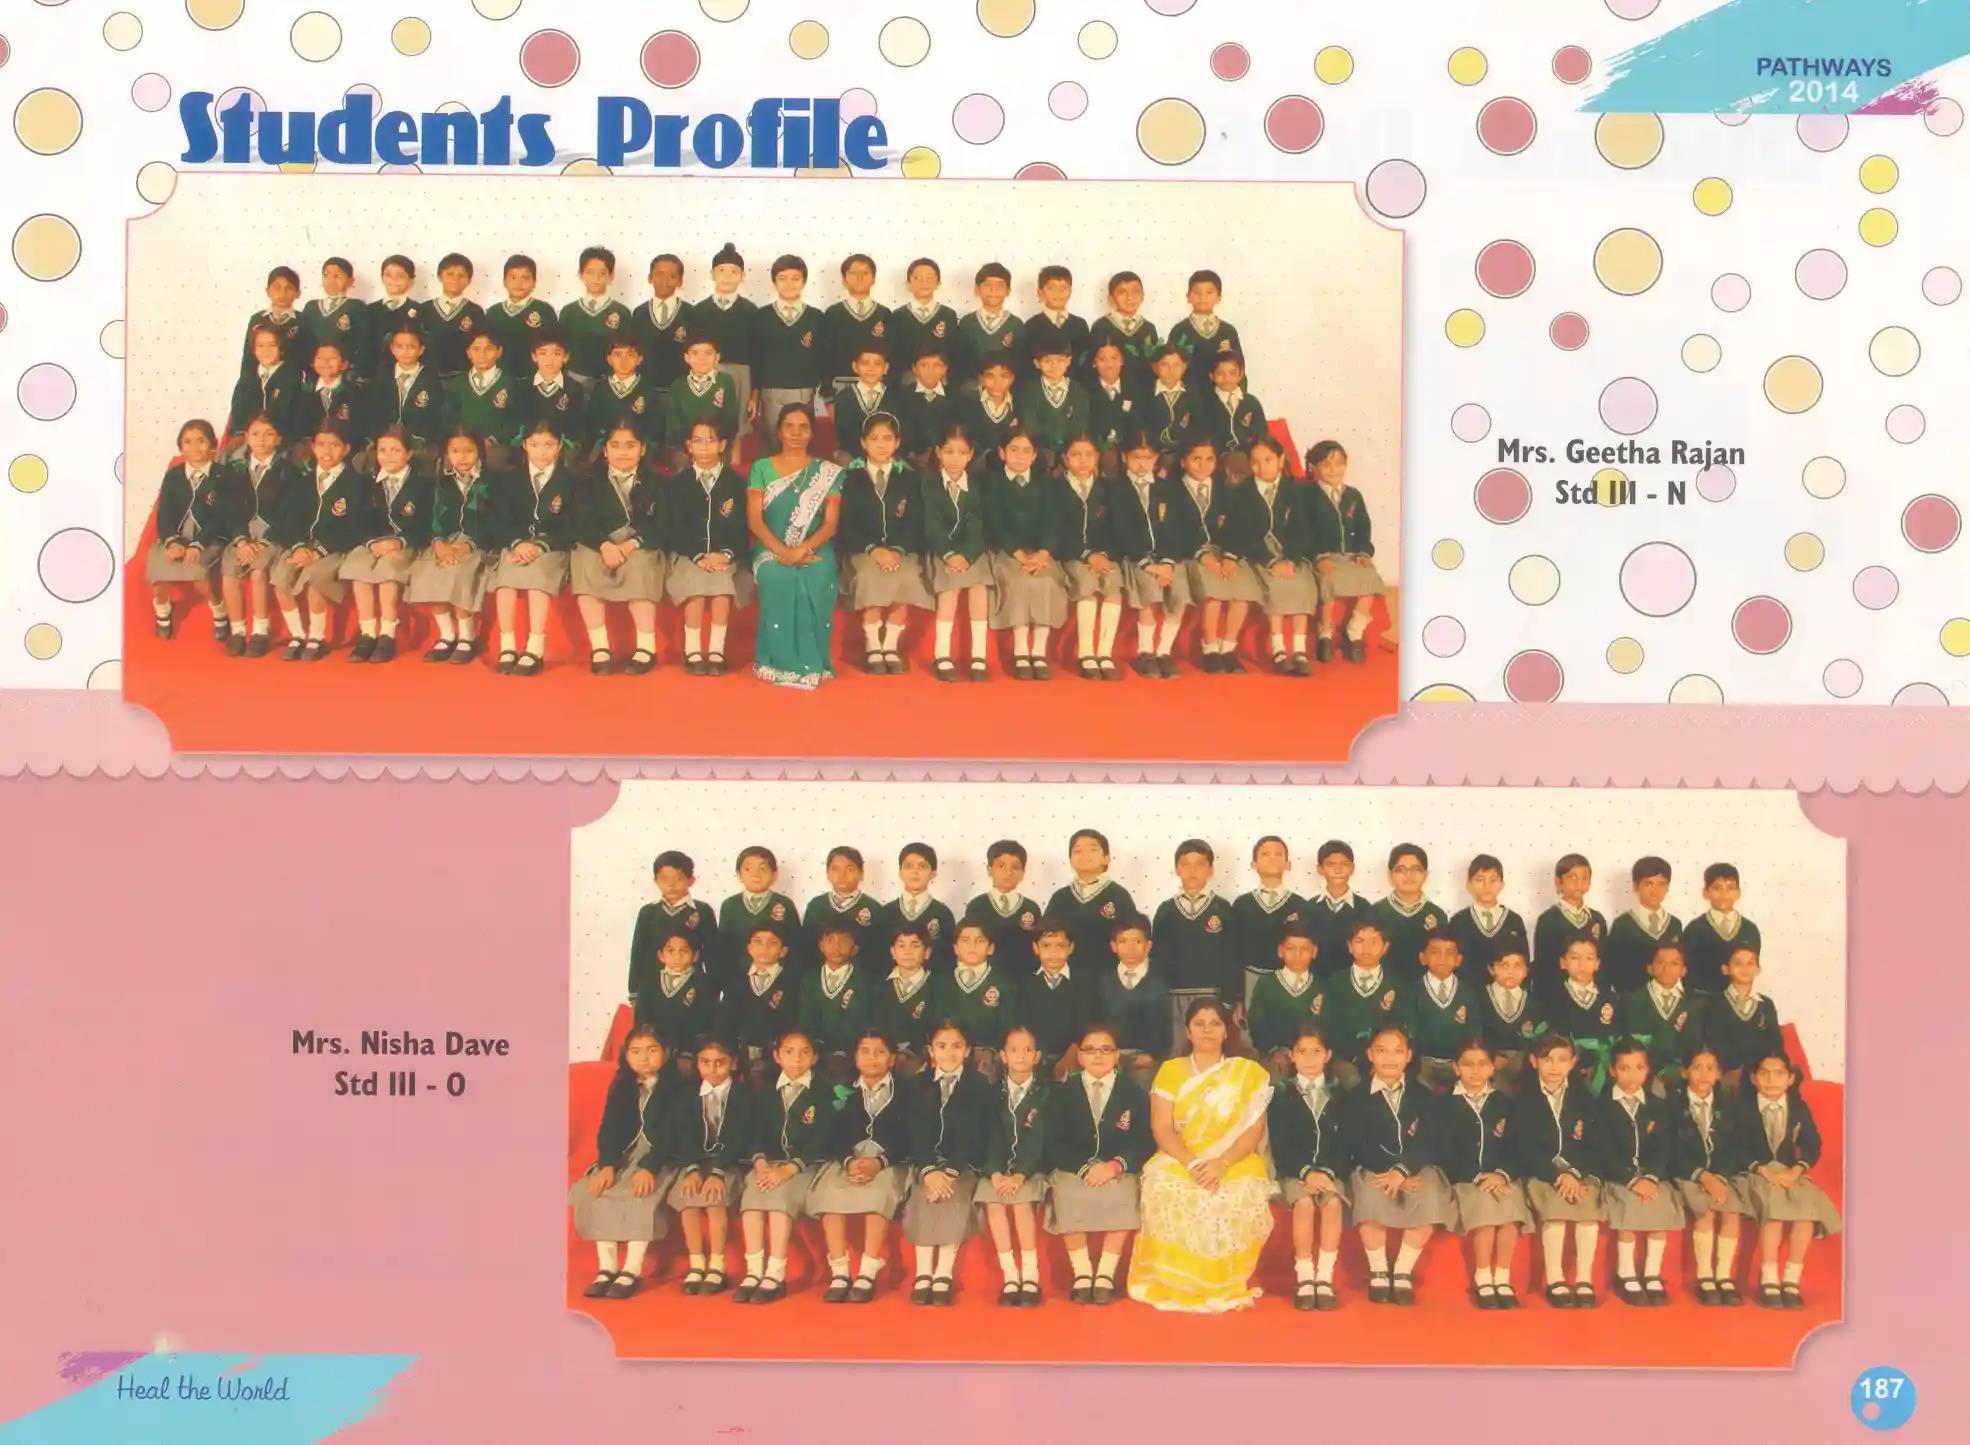 PATHWAYS
2014
Students Profile
Mrs. Geetha Rajan
Std III - N
Mrs. Nisha Dave
Std III - O
Heal the World
187